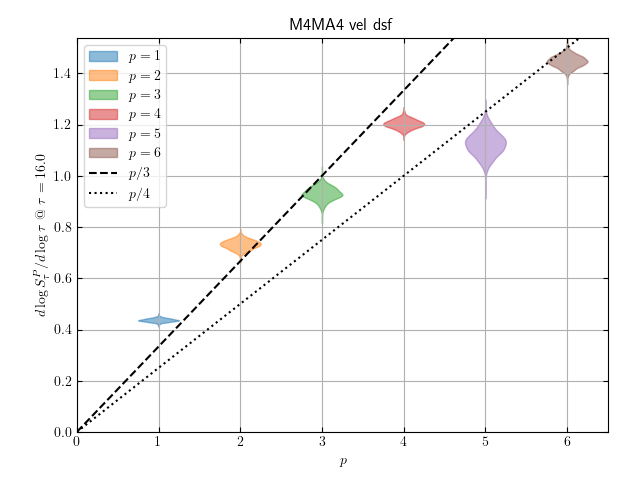 M4MA4 vel dsf
d log S_τ^P / d log τ @ τ = 16.0
1.4
1.2
1.0
0.8
0.6
0.4
0.2
0.0
p = 1
p = 2
p = 3
p = 4
p = 5
p = 6
p/3
p/4
0 1 2 3 4 5 6
p